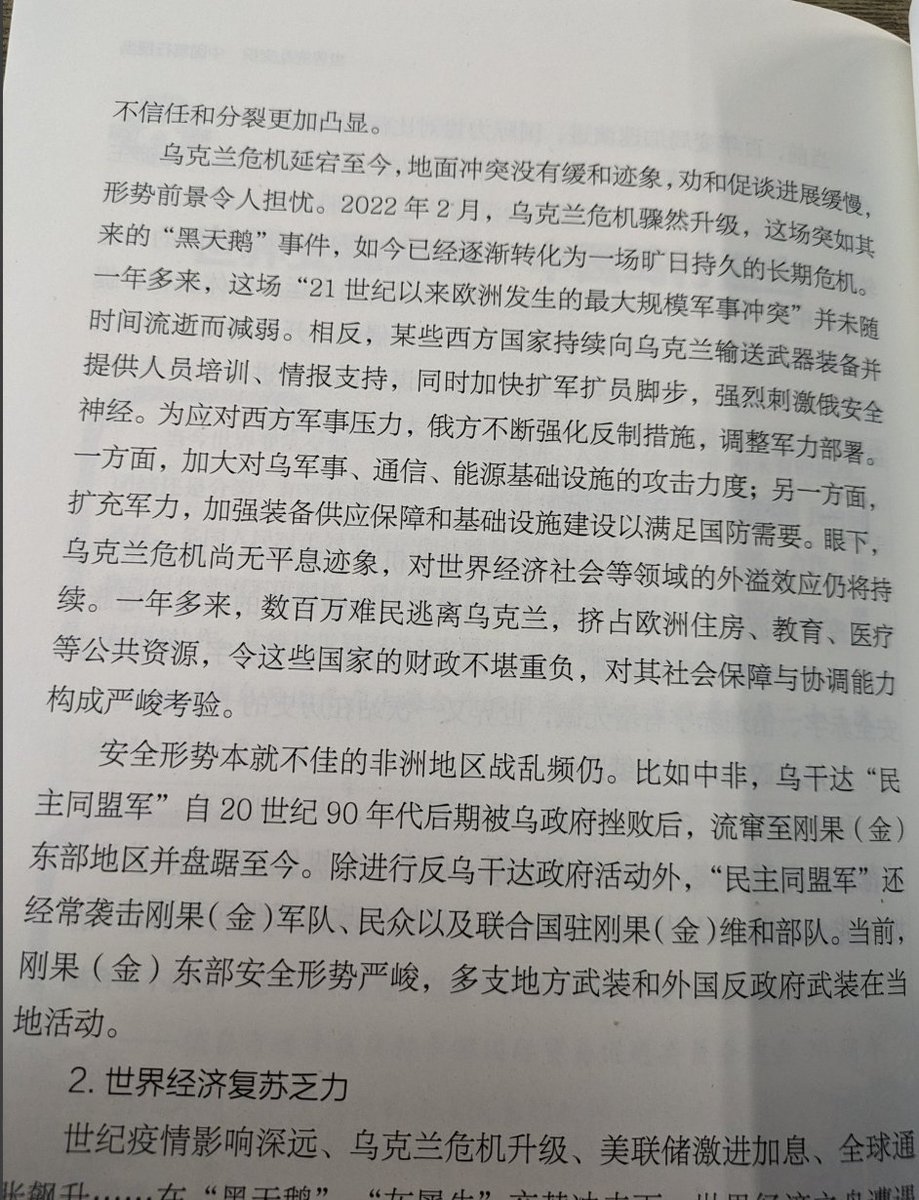 不信任和分裂更加凸显。
乌克兰危机延宕至今，地面冲突没有缓和迹象，劝和促谈进展缓慢，
形势前景令人担忧。2022 年 2 月，乌克兰危机骤然升级，这场突如其
来的“黑天鹅”事件，如今已经逐渐转化为一场旷日持久的长期危机。
一年多来，这场“21 世纪以来欧洲发生的最大规模军事冲突”并未随
时间流逝而减弱。相反，某些西方国家持续向乌克兰输送武器装备并
提供人员培训、情报支持，同时加快扩军扩员脚步，强烈刺激俄安全
神经。为应对西方军事压力，俄方不断强化反制措施，调整军力部署。
一方面，加大对乌军事、通信、能源基础设施的攻击力度；另一方面，
扩充军力，加强装备供应保障和基础设施建设以满足国防需要。眼下，
乌克兰危机尚无平息迹象，对世界经济社会等领域的外溢效应仍将持
续。一年多来，数百万难民逃离乌克兰，挤占欧洲住房、教育、医疗
等公共资源，令这些国家的财政不堪重负，对其社会保障与协调能力
构成严峻考验。
安全形势本就不佳的非洲地区战乱频仍。比如中非，乌干达“民
主同盟军”自 20 世纪 90 年代后期被乌政府挫败后，流窜至刚果（金）
东部地区并盘踞至今。除进行反乌干达政府活动外，“民主同盟军”还
经常袭击刚果（金）军队、民众以及联合国驻刚果（金）维和部队。当前，
刚果（金）东部安全形势严峻，多支地方武装和外国反政府武装在当
地活动。
2. 世界经济复苏乏力
世纪疫情影响深远、乌克兰危机升级、美联储激进加息、全球通